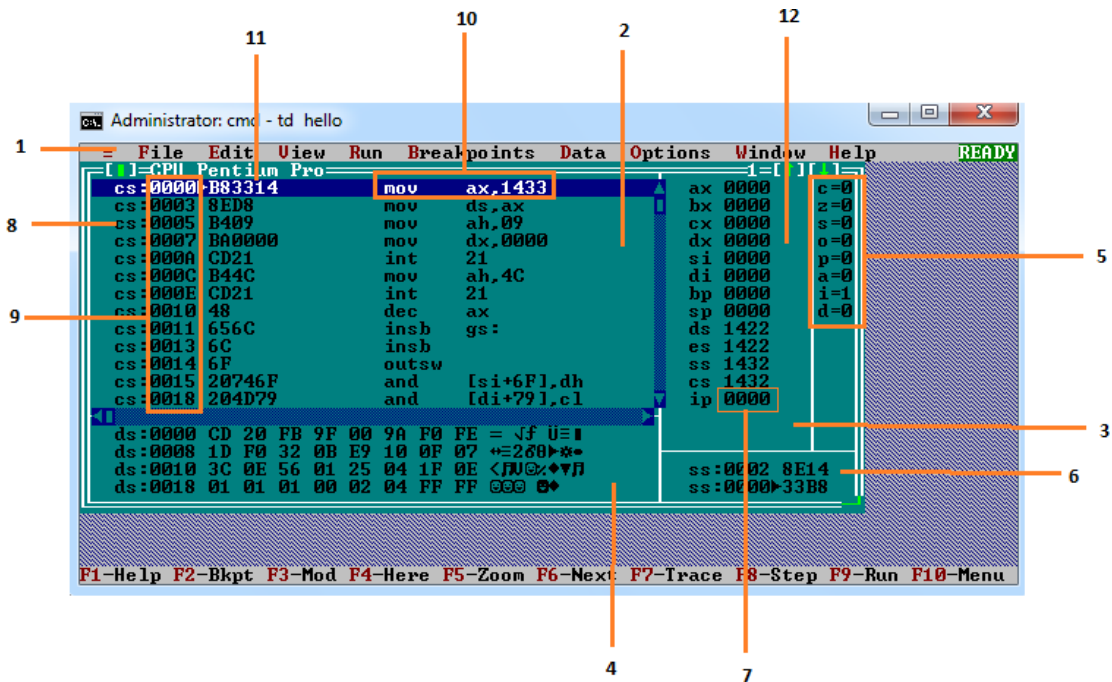 10
12
11
2
Administrator: cmd - td hello
1
≡ File Edit View Run Breakpoints Data Options Window Help READY
=[▮]=CPU Pentium Pro 1=[↑][↓]=
cs:0000►B83314 mov ax,1433 ax 0000 c=0
cs:0003 8ED8 mov ds,ax bx 0000 z=0
8 cs:0005 B409 mov ah,09 cx 0000 s=0
cs:0007 BA0000 mov dx,0000 dx 0000 o=0
cs:000A CD21 int 21 si 0000 p=0 5
cs:000C B44C mov ah,4C di 0000 a=0
cs:000E CD21 int 21 bp 0000 i=1
9 cs:0010 48 dec ax sp 0000 d=0
cs:0011 656C insb gs: ds 1422
cs:0013 6C insb es 1422
cs:0014 6F outsw ss 1432
cs:0015 20746F and [si+6F],dh cs 1432
cs:0018 204D79 and [di+79],cl ip 0000
3
ds:0000 CD 20 FB 9F 00 9A F0 FE = √ƒ Ü≡■
ds:0008 1D F0 32 0B E9 10 0F 07 ↔≡2♂θ►☼•
ds:0010 3C 0E 56 01 25 04 1F 0E <♫V☺%♦▼♫ ss:0002 8E14 6
ds:0018 01 01 01 00 02 04 FF FF ☺☺☺ ☻♦ ss:0000►33B8
F1-Help F2-Bkpt F3-Mod F4-Here F5-Zoom F6-Next F7-Trace F8-Step F9-Run F10-Menu
4
7